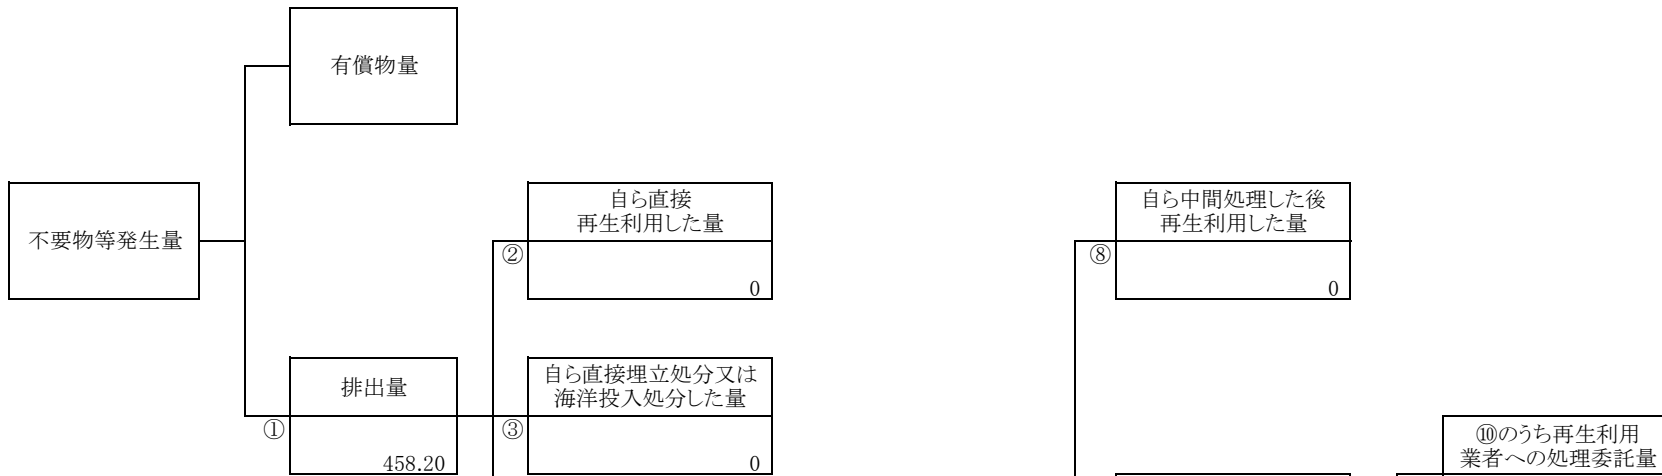 有償物量
不要物等発生量
自ら直接
再生利用した量
②
0
自ら中間処理した後
再生利用した量
⑧
0
排出量
①
458.20
自ら直接埋立処分又は
海洋投入処分した量
③
0
⑩のうち再生利用
業者への処理委託量